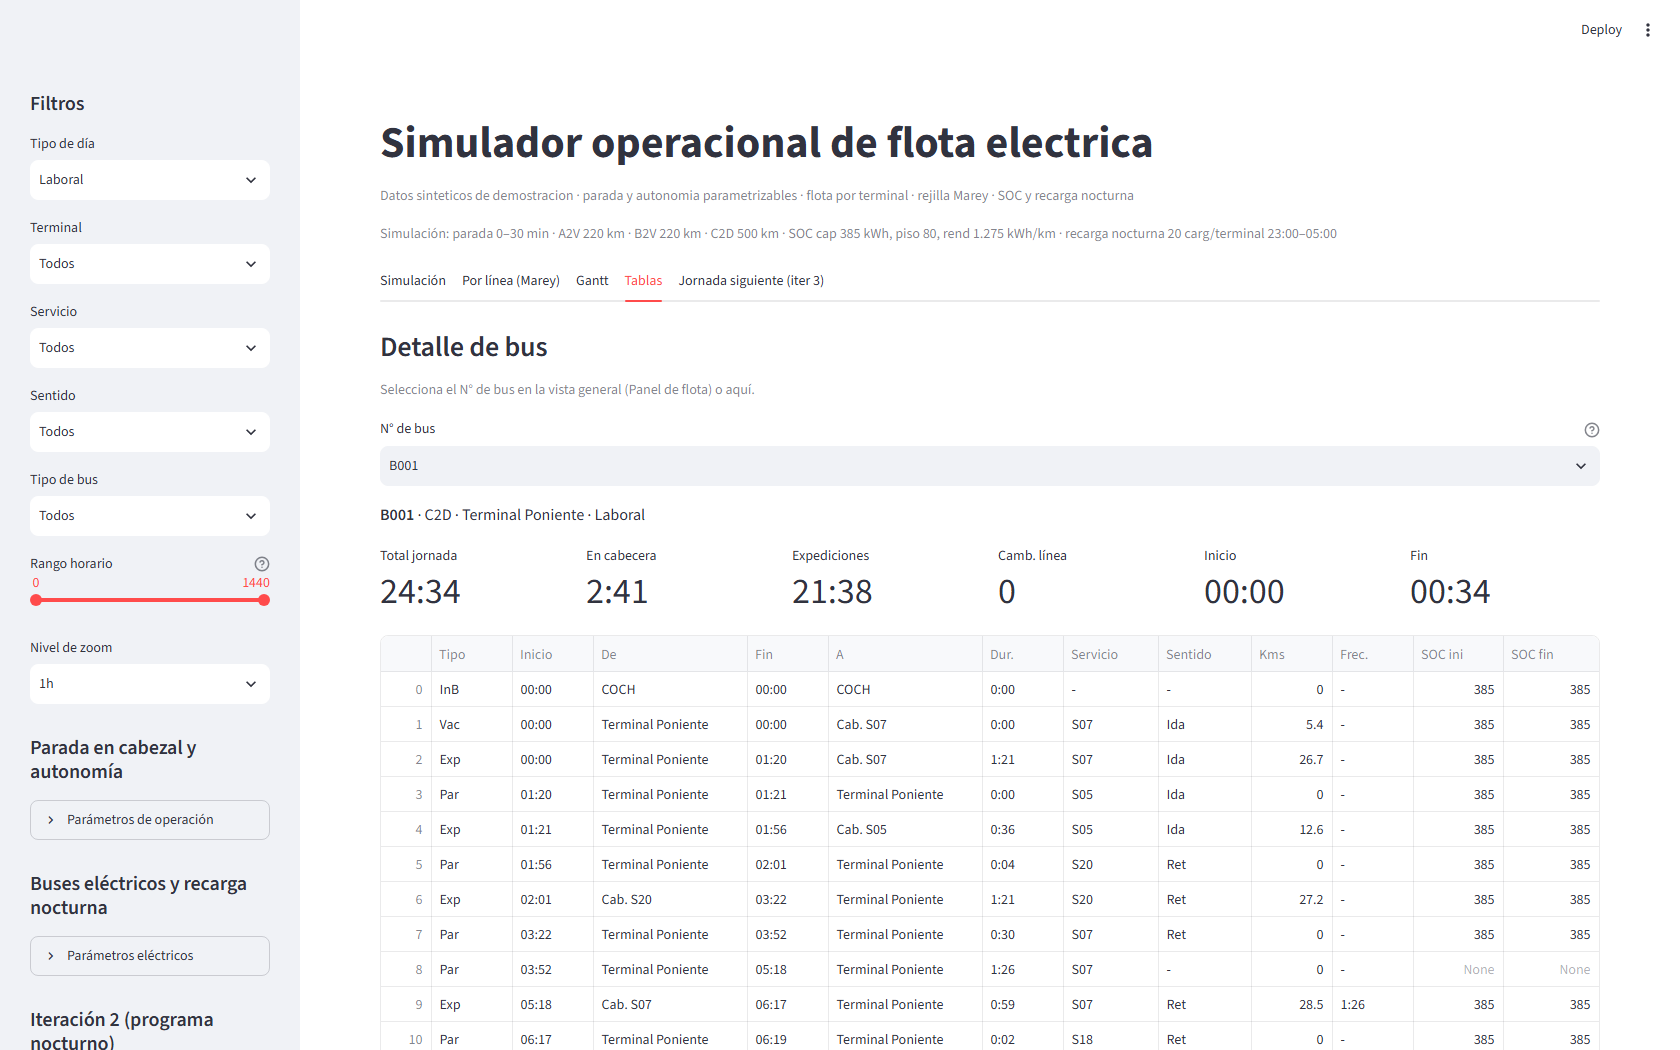 Deploy
Filtros
Tipo de día
Laboral
Terminal
Todos
Servicio
Todos
Sentido
Todos
Tipo de bus
Todos
Rango horario
0 1440
Nivel de zoom
1h
Parada en cabezal y
autonomía
Parámetros de operación
Buses eléctricos y recarga
nocturna
Parámetros eléctricos
Iteración 2 (programa
nocturno)
Simulador operacional de flota electrica
Datos sinteticos de demostracion · parada y autonomia parametrizables · flota por terminal · rejilla Marey · SOC y recarga nocturna
Simulación: parada 0–30 min · A2V 220 km · B2V 220 km · C2D 500 km · SOC cap 385 kWh, piso 80, rend 1.275 kWh/km · recarga nocturna 20 carg/terminal 23:00–05:00
Simulación Por línea (Marey) Gantt Tablas Jornada siguiente (iter 3)
Detalle de bus
Selecciona el N° de bus en la vista general (Panel de flota) o aquí.
N° de bus
B001
B001 · C2D · Terminal Poniente · Laboral
Total jornada En cabecera Expediciones Camb. línea Inicio Fin
24:34 2:41 21:38 0 00:00 00:34
Tipo Inicio De Fin A Dur. Servicio Sentido Kms Frec. SOC ini SOC fin
0 InB 00:00 COCH 00:00 COCH 0:00 - - 0 - 385 385
1 Vac 00:00 Terminal Poniente 00:00 Cab. S07 0:00 S07 Ida 5.4 - 385 385
2 Exp 00:00 Terminal Poniente 01:20 Cab. S07 1:21 S07 Ida 26.7 - 385 385
3 Par 01:20 Terminal Poniente 01:21 Terminal Poniente 0:00 S05 Ida 0 - 385 385
4 Exp 01:21 Terminal Poniente 01:56 Cab. S05 0:36 S05 Ida 12.6 - 385 385
5 Par 01:56 Terminal Poniente 02:01 Terminal Poniente 0:04 S20 Ret 0 - 385 385
6 Exp 02:01 Cab. S20 03:22 Terminal Poniente 1:21 S20 Ret 27.2 - 385 385
7 Par 03:22 Terminal Poniente 03:52 Terminal Poniente 0:30 S07 Ret 0 - 385 385
8 Par 03:52 Terminal Poniente 05:18 Terminal Poniente 1:26 S07 - 0 - None None
9 Exp 05:18 Cab. S07 06:17 Terminal Poniente 0:59 S07 Ret 28.5 1:26 385 385
10 Par 06:17 Terminal Poniente 06:19 Terminal Poniente 0:02 S18 Ret 0 - 385 385